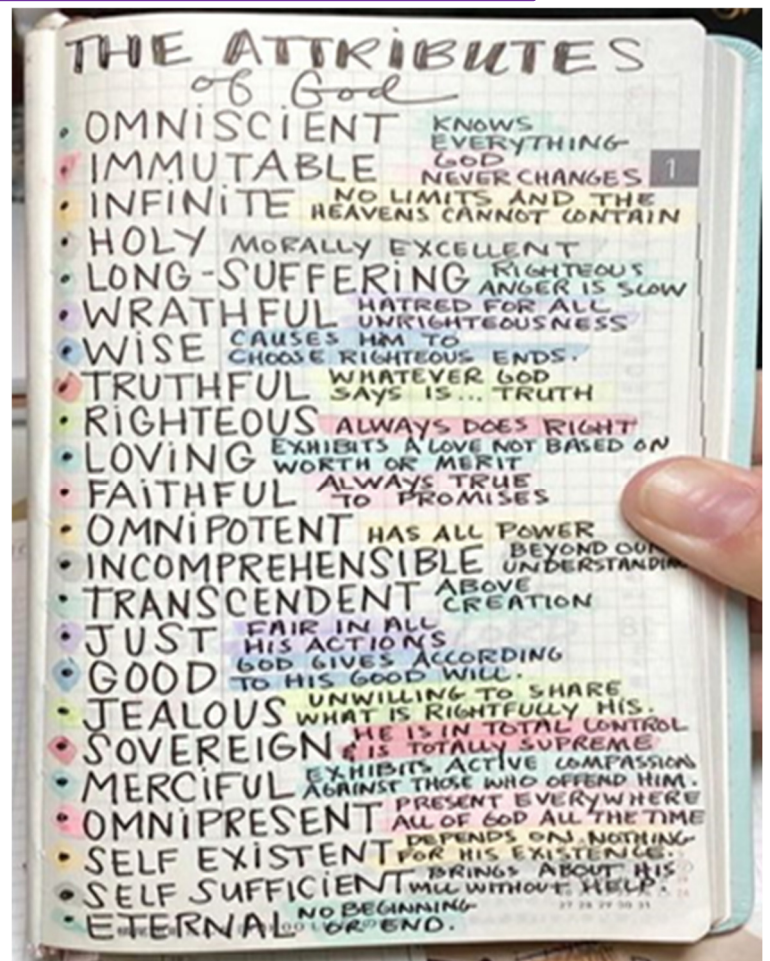 THE ATTRIBUTES
of God
OMNISCIENT KNOWS
EVERYTHING
IMMUTABLE GOD
NEVER CHANGES 1
INFINITE NO LIMITS AND THE
HEAVENS CANNOT CONTAIN
HOLY MORALLY EXCELLENT
LONG-SUFFERING RIGHTEOUS
ANGER IS SLOW
WRATHFUL HATRED FOR ALL
UNRIGHTEOUSNESS
WISE CAUSES HIM TO
CHOOSE RIGHTEOUS ENDS.
TRUTHFUL WHATEVER GOD
SAYS IS... TRUTH
RIGHTEOUS ALWAYS DOES RIGHT
LOVING EXHIBITS A LOVE NOT BASED ON
WORTH OR MERIT
FAITHFUL ALWAYS TRUE
TO PROMISES
OMNIPOTENT HAS ALL POWER
INCOMPREHENSIBLE BEYOND OUR
UNDERSTANDIN
TRANSCENDENT ABOVE
CREATION
JUST FAIR IN ALL
HIS ACTIONS
GOOD GOD GIVES ACCORDING
TO HIS GOOD WILL.
JEALOUS UNWILLING TO SHARE
WHAT IS RIGHTFULLY HIS.
SOVEREIGN HE IS IN TOTAL CONTROL
& IS TOTALLY SUPREME
MERCIFUL EXHIBITS ACTIVE COMPASSION
AGAINST THOSE WHO OFFEND HIM.
OMNIPRESENT PRESENT EVERYWHERE
ALL OF GOD ALL THE TIME
SELF EXISTENT DEPENDS ON NOTHING
FOR HIS EXISTENCE.
SELF SUFFICIENT BRINGS ABOUT HIS
WILL WITHOUT HELP.
27 28 29 30 31
ETERNAL NO BEGINNING
OR END.